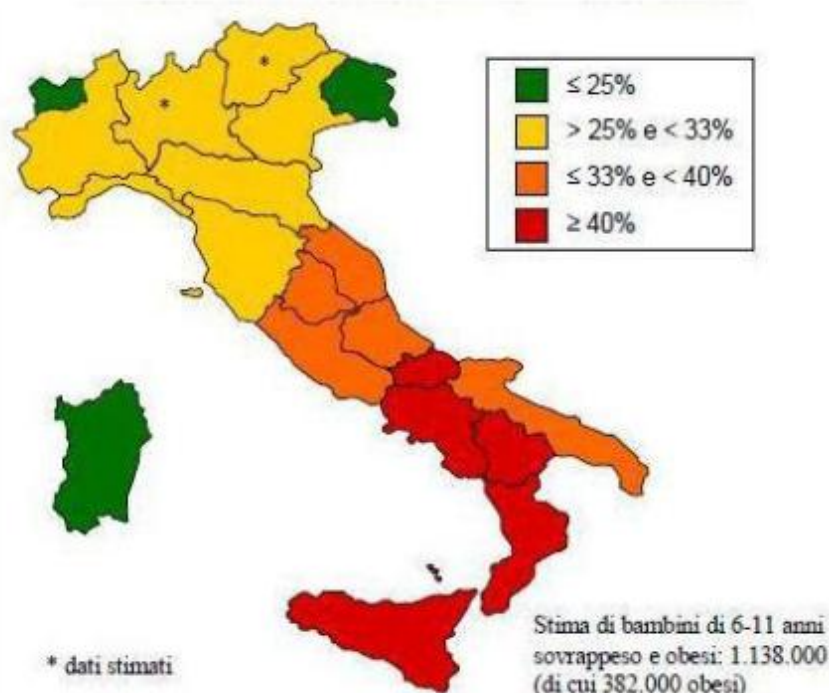 ≤ 25%
> 25% e < 33%
≤ 33% e < 40%
≥ 40%
*
*
* dati stimati
Stima di bambini di 6-11 anni
sovrappeso e obesi: 1.138.000
(di cui 382.000 obesi)